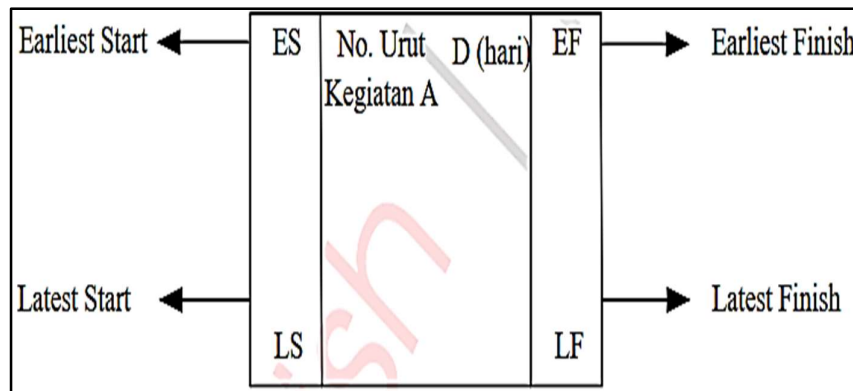 Earliest Start ES No. Urut D (hari) EF Earliest Finish
Kegiatan A
Latest Start Latest Finish
LS LF